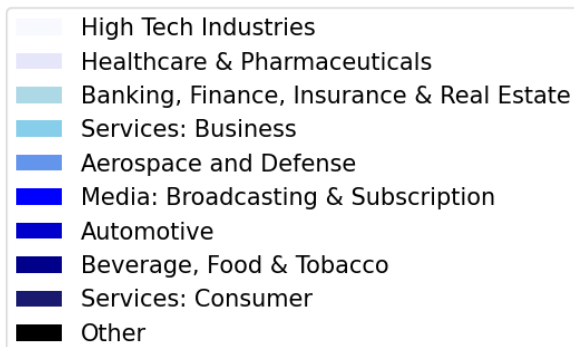 High Tech Industries
Healthcare & Pharmaceuticals
Banking, Finance, Insurance & Real Estate
Services: Business
Aerospace and Defense
Media: Broadcasting & Subscription
Automotive
Beverage, Food & Tobacco
Services: Consumer
Other